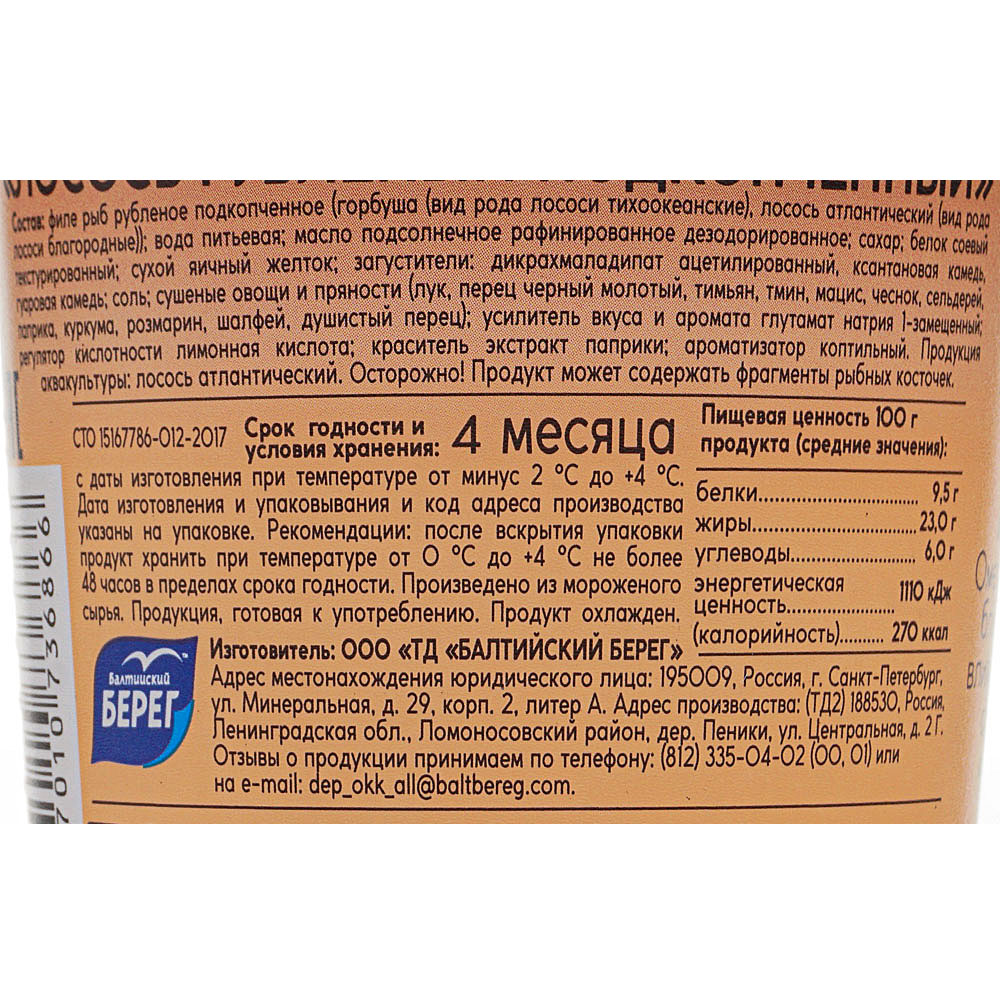 Состав: филе рыб рубленое подкопченное (горбуша (вид рода лососи тихоокеанские), лосось атлантический (вид рода
лососи благородные)); вода питьевая; масло подсолнечное рафинированное дезодорированное; сахар; белок соевый
текстурированный; сухой яичный желток; загустители: дикрахмаладипат ацетилированный, ксантановая камедь,
гуаровая камедь; соль; сушеные овощи и пряности (лук, перец черный молотый, тимьян, тмин, мацис, чеснок, сельдерей,
паприка, куркума, розмарин, шалфей, душистый перец); усилитель вкуса и аромата глутамат натрия 1-замещенный;
регулятор кислотности лимонная кислота; краситель экстракт паприки; ароматизатор коптильный. Продукция
аквакультуры: лосось атлантический. Осторожно! Продукт может содержать фрагменты рыбных косточек.
СТО 15167786-012-2017
Срок годности и
условия хранения: 4 месяца
с даты изготовления при температуре от минус 2 °C до +4 °C.
Дата изготовления и упаковывания и код адреса производства
указаны на упаковке. Рекомендации: после вскрытия упаковки
продукт хранить при температуре от 0 °C до +4 °C не более
48 часов в пределах срока годности. Произведено из мороженого
сырья. Продукция, готовая к употреблению. Продукт охлажден.
Пищевая ценность 100 г
продукта (средние значения):
белки.................... 9,5 г
жиры.................... 23,0 г
углеводы.............. 6,0 г
энергетическая
ценность.............. 1110 кДж
(калорийность)......... 270 ккал
Балтийский
БЕРЕГ
Изготовитель: ООО «ТД «БАЛТИЙСКИЙ БЕРЕГ»
Адрес местонахождения юридического лица: 195009, Россия, г. Санкт-Петербург,
ул. Минеральная, д. 29, корп. 2, литер А. Адрес производства: (ТД2) 188530, Россия,
Ленинградская обл., Ломоносовский район, дер. Пеники, ул. Центральная, д. 2 Г.
Отзывы о продукции принимаем по телефону: (812) 335-04-02 (00, 01) или
на e-mail: dep_okk_all@baltbereg.com.
7010736866